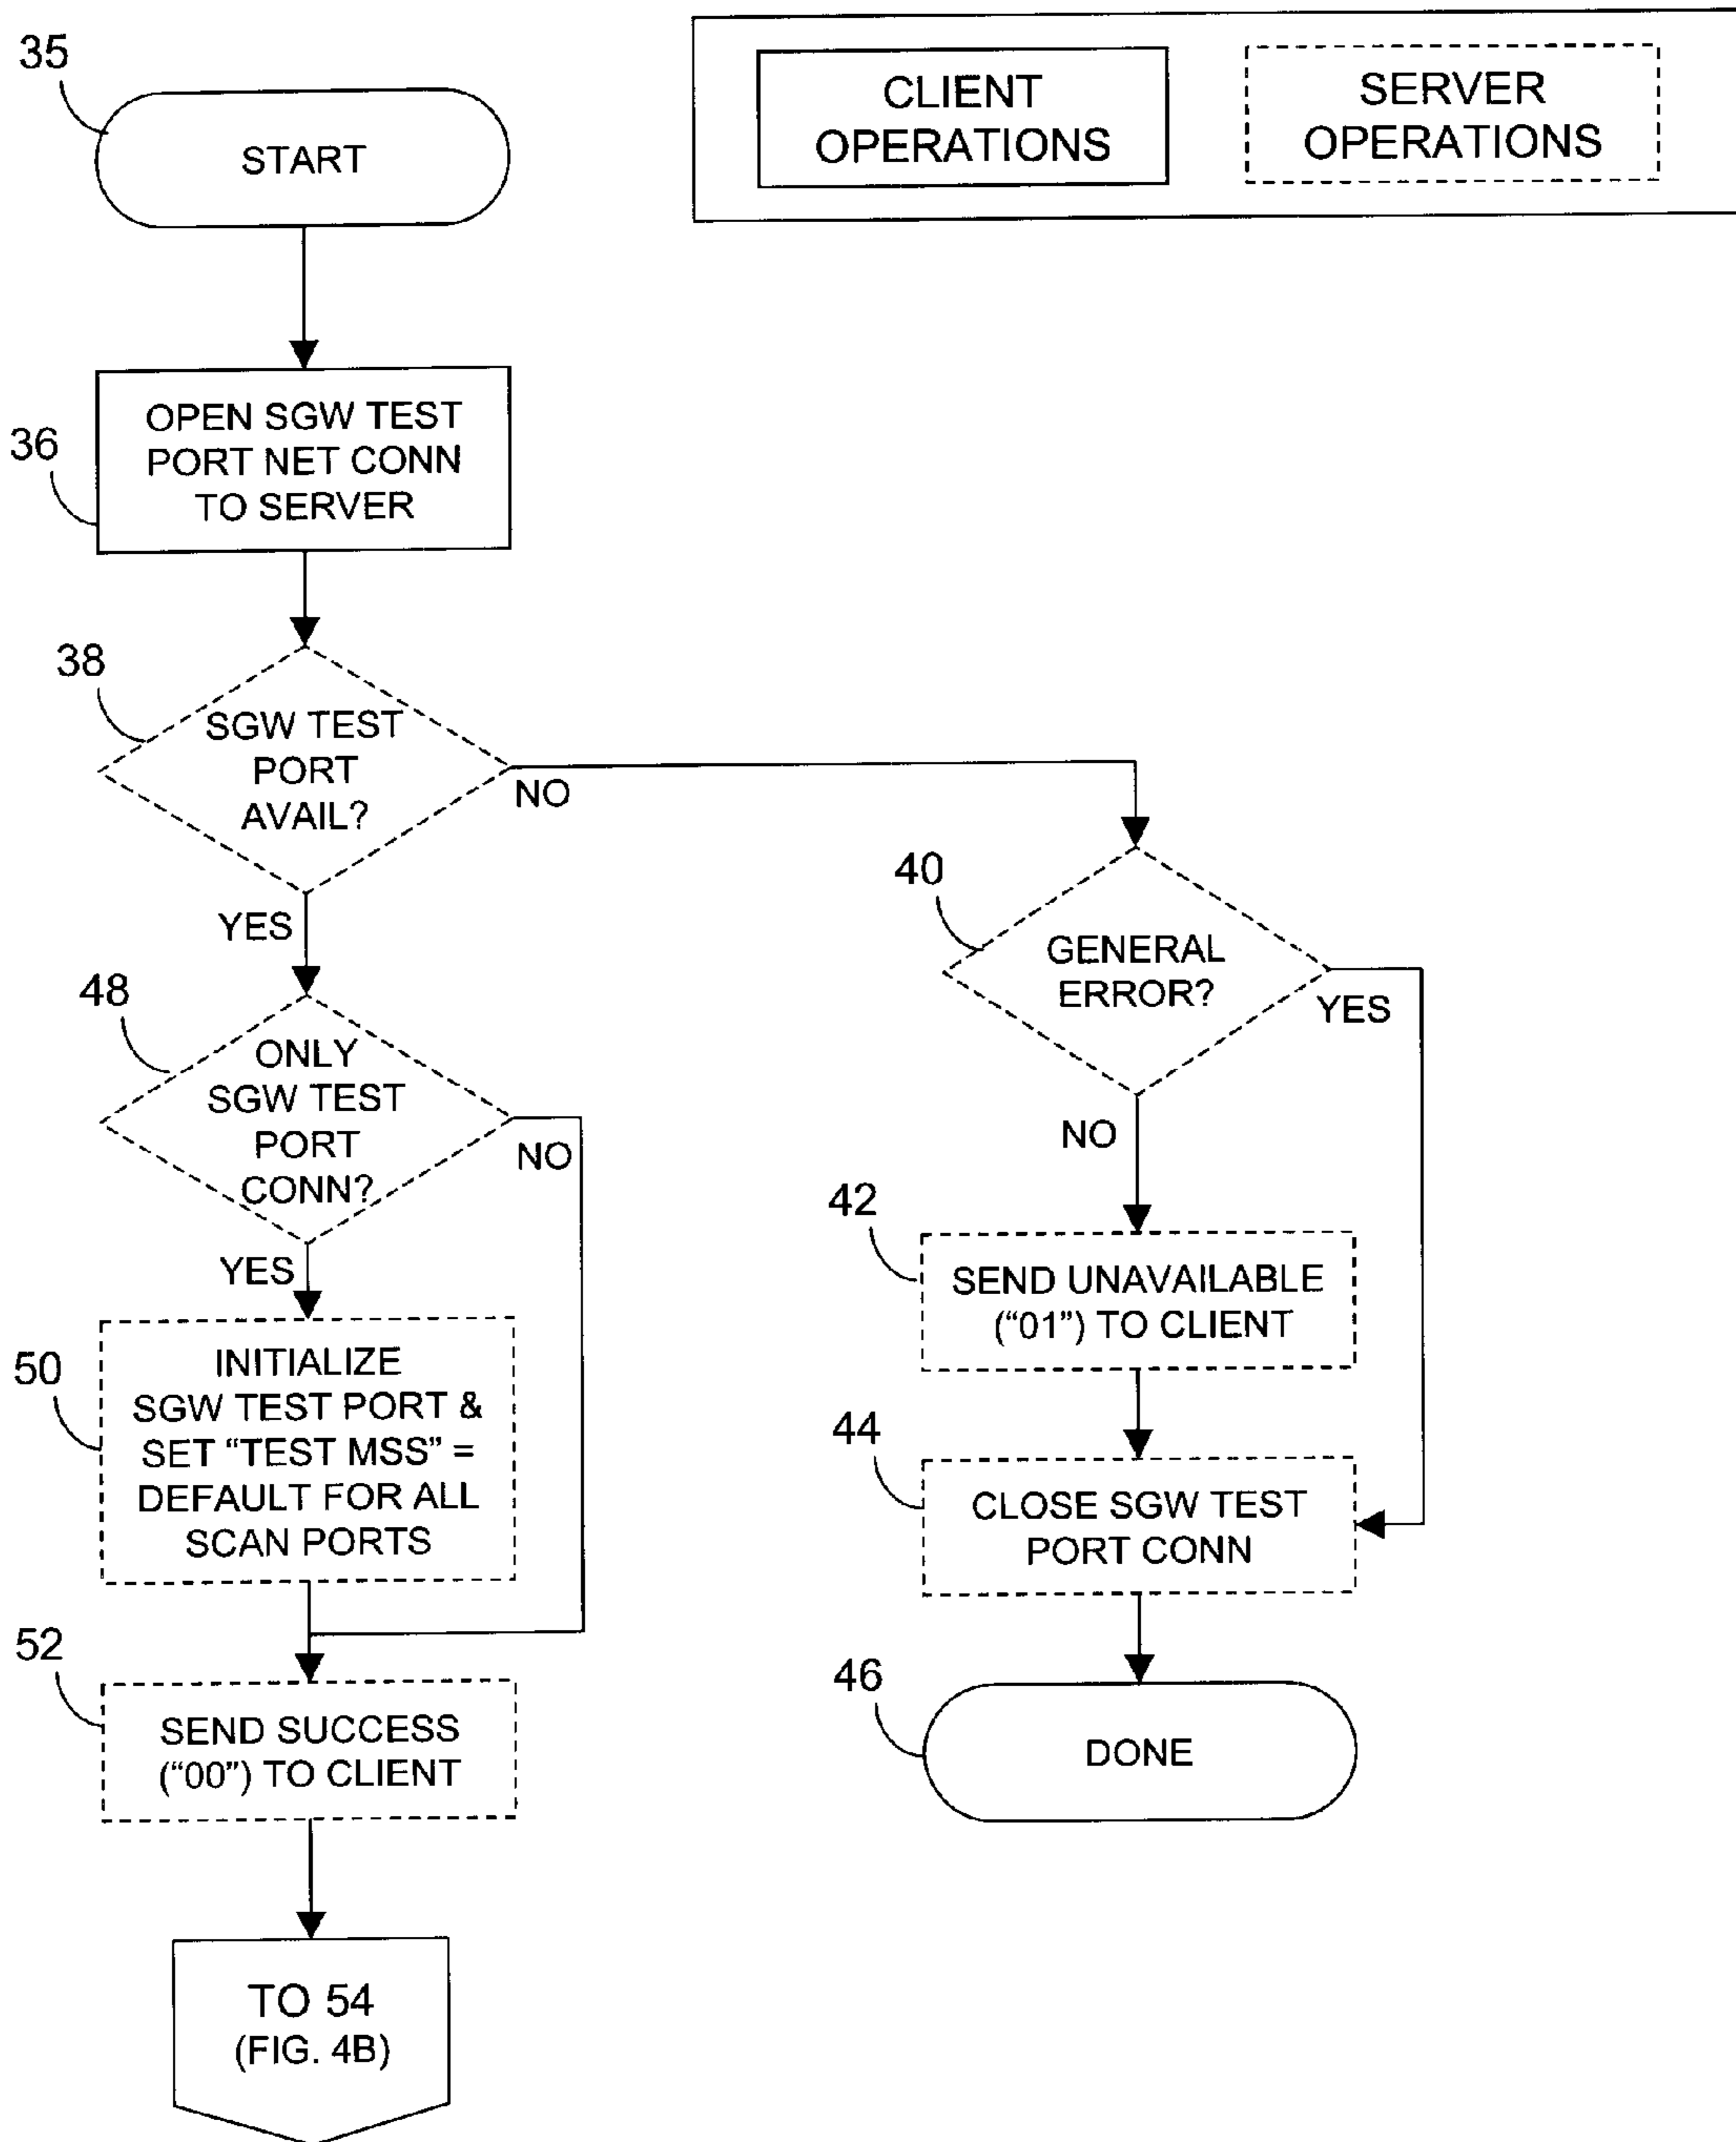 35
START
CLIENT
OPERATIONS
SERVER
OPERATIONS
36
OPEN SGW TEST
PORT NET CONN
TO SERVER
38
SGW TEST
PORT
AVAIL?
NO
YES
40
GENERAL
ERROR?
YES
NO
48
ONLY
SGW TEST
PORT
CONN?
NO
YES
42
SEND UNAVAILABLE
(“01”) TO CLIENT
50
INITIALIZE
SGW TEST PORT &
SET “TEST MSS” =
DEFAULT FOR ALL
SCAN PORTS
44
CLOSE SGW TEST
PORT CONN
52
SEND SUCCESS
(“00”) TO CLIENT
46
DONE
TO 54
(FIG. 4B)